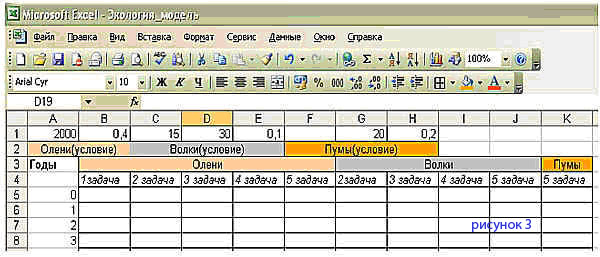 Microsoft Excel - Экология_модель
Файл Правка Вид Вставка Формат Сервис Данные Окно Справка
100%
Arial Cyr 10 Ж К Ч % 000
D19 fx
A B C D E F G H I J K
1 2000 0,4 15 30 0,1 20 0,2
2 Олени(условие) Волки(условие) Пумы(условие)
3 Годы Олени Волки Пумы
4 1 задача 2 задача 3 задача 4 задача 5 задача 2задача 3 задача 4 задача 5 задача 5 задача
5 0
6 1
7 2 рисунок 3
8 3